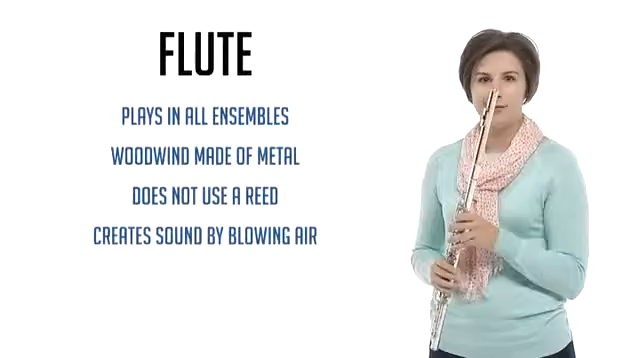 FLUTE
PLAYS IN ALL ENSEMBLES
WOODWIND MADE OF METAL
DOES NOT USE A REED
CREATES SOUND BY BLOWING AIR